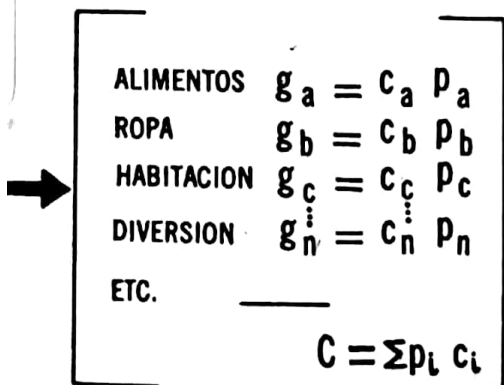 ALIMENTOS g_a = c_a p_a
ROPA g_b = c_b p_b
HABITACION g_c = c_c p_c
DIVERSION g_n = c_n p_n
ETC.
C = Σp_i c_i